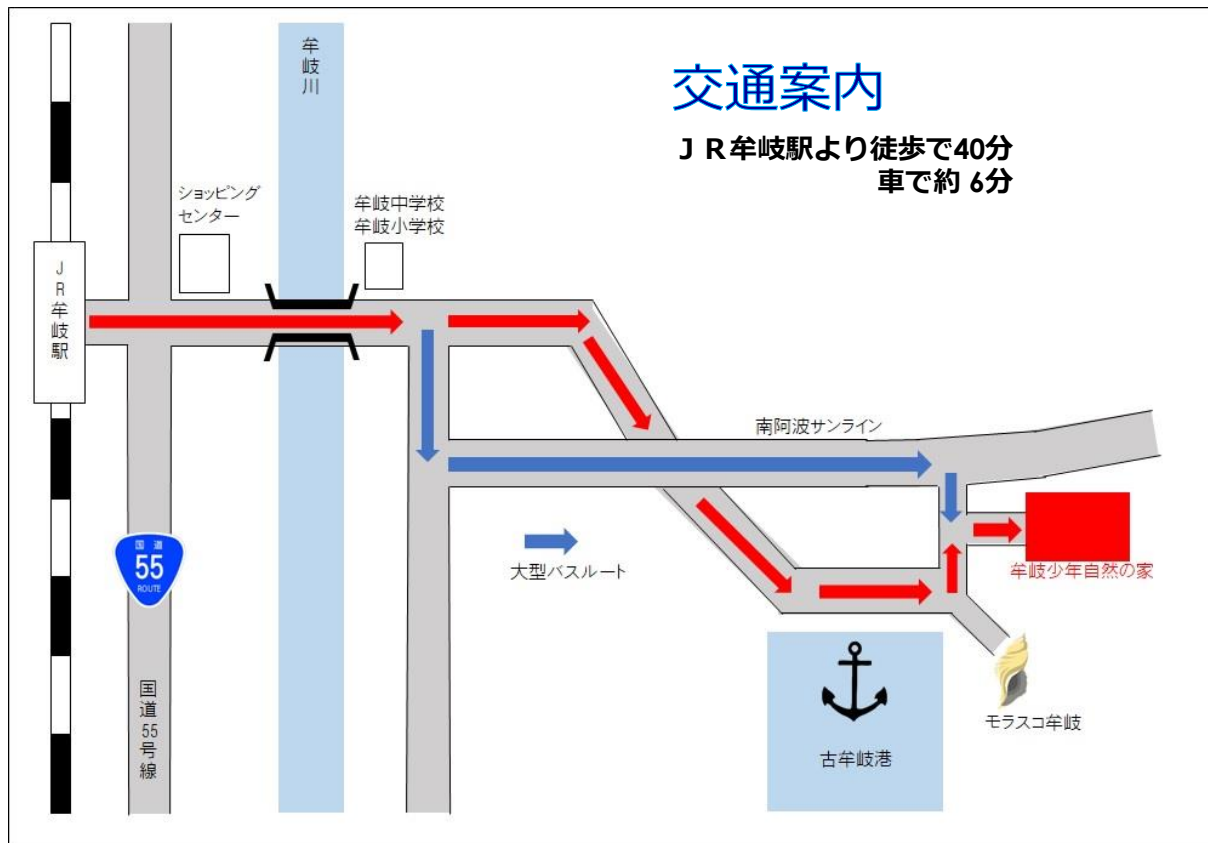 交通案内
ＪＲ牟岐駅より徒歩で40分
車で約 6分
牟岐川
ショッピング
センター
牟岐中学校
牟岐小学校
ＪＲ牟岐駅
南阿波サンライン
国道
55
ROUTE
大型バスルート
牟岐少年自然の家
国道55号線
モラスコ牟岐
古牟岐港